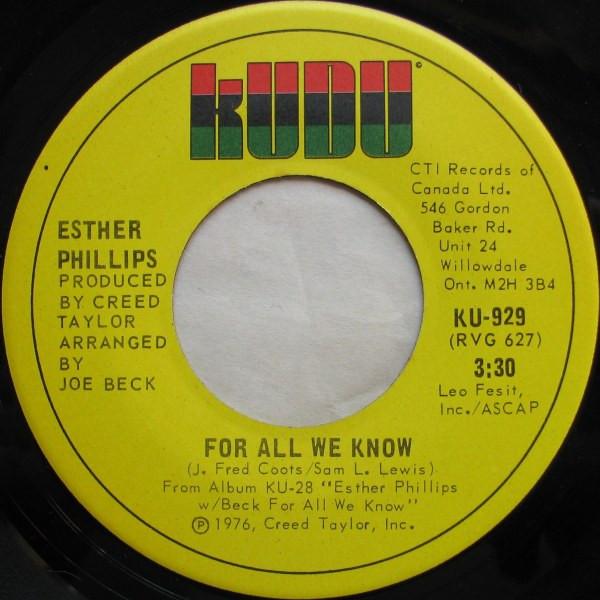 kUDU
CTI Records of
Canada Ltd.
546 Gordon
Baker Rd.
Unit 24
Willowdale
Ont. M2H 3B4
ESTHER
PHILLIPS
PRODUCED
BY CREED
TAYLOR
ARRANGED
BY
JOE BECK
KU-929
(RVG 627)
3:30
Leo Fesit,
Inc./ASCAP
FOR ALL WE KNOW
(J. Fred Coots/Sam L. Lewis)
From Album KU-28 "Esther Phillips
w/Beck For All We Know"
℗ 1976, Creed Taylor, Inc.